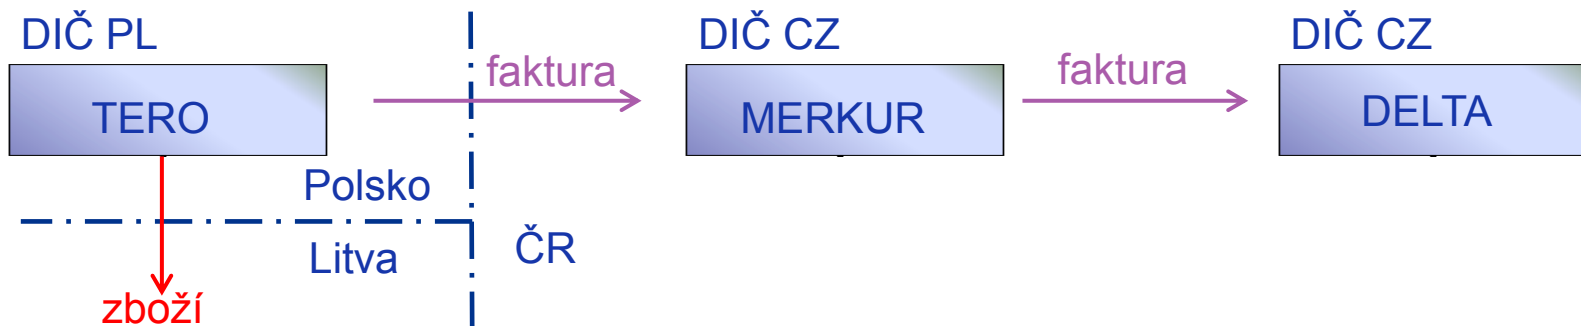 DIČ PL
DIČ CZ
DIČ CZ
faktura
faktura
TERO
MERKUR
DELTA
Polsko
Litva
ČR
zboží